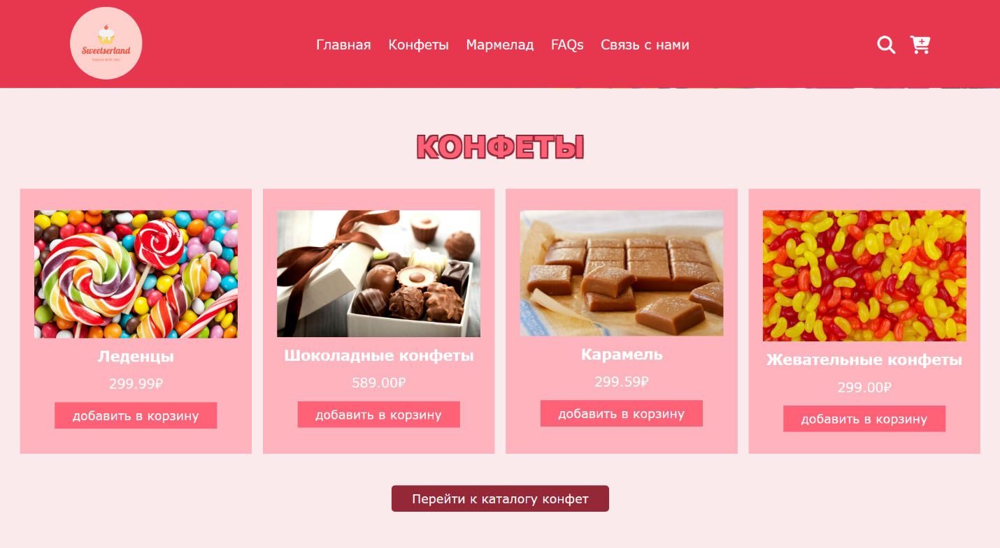 Sweetserland
Главная Конфеты Мармелад FAQs Связь с нами
КОНФЕТЫ
Леденцы
299.99₽
добавить в корзину
Шоколадные конфеты
589.00₽
добавить в корзину
Карамель
299.59₽
добавить в корзину
Жевательные конфеты
299.00₽
добавить в корзину
Перейти к каталогу конфет